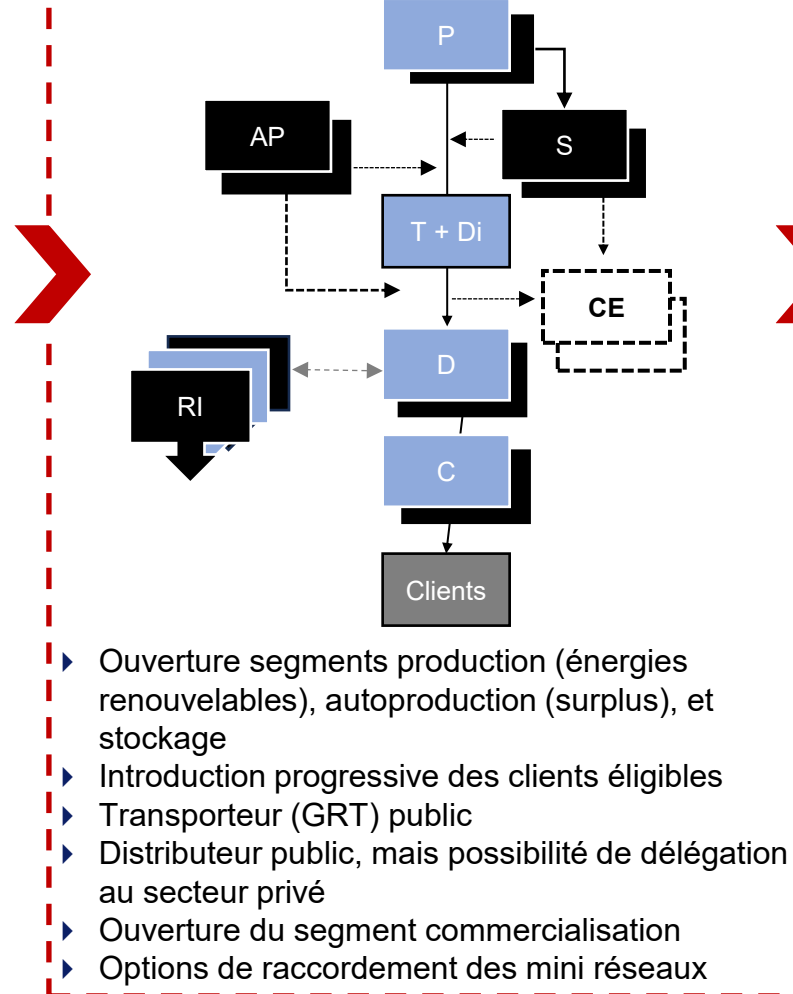 P
AP
S
T + Di
CE
D
RI
C
Clients
Ouverture segments production (énergies
renouvelables), autoproduction (surplus), et
stockage
Introduction progressive des clients éligibles
Transporteur (GRT) public
Distributeur public, mais possibilité de délégation
au secteur privé
Ouverture du segment commercialisation
Options de raccordement des mini réseaux